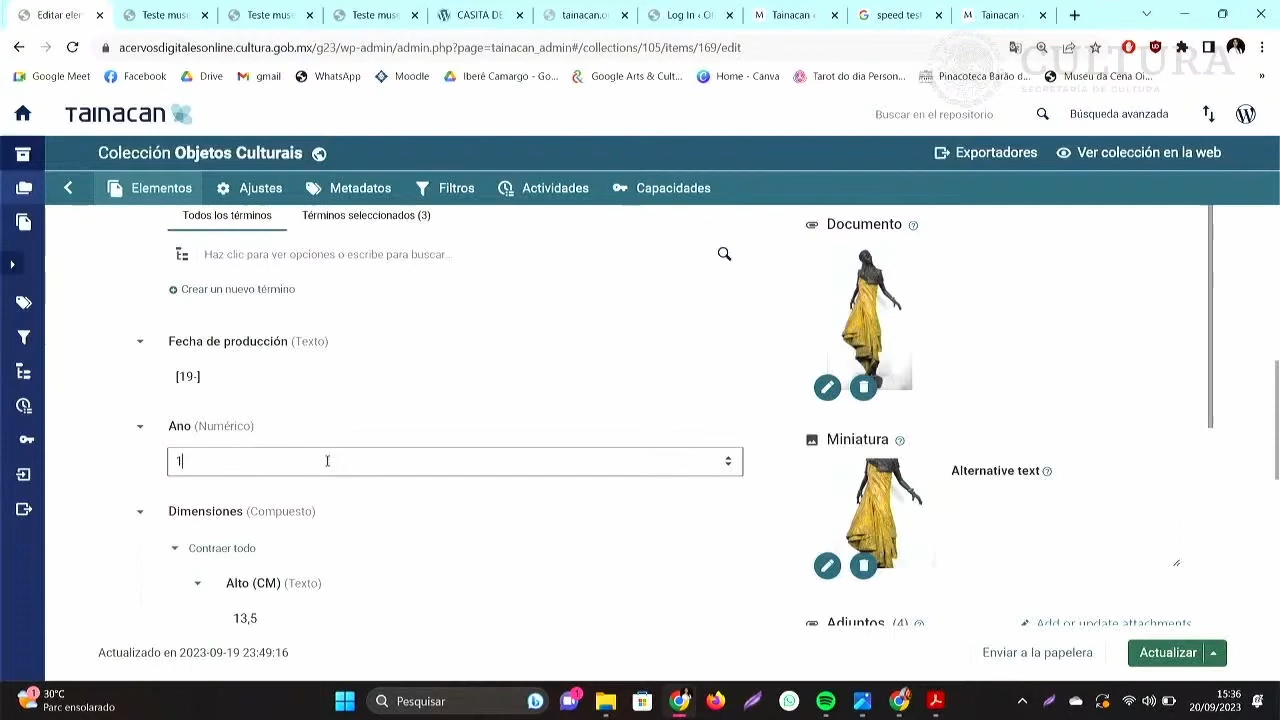 Editar eler
Teste mus
Teste mus
Teste mus
CASITA DE
tainacan.o
Log In ‹ O
Tainacan
speed test
Tainacan
acervosdigitalesonline.cultura.gob.mx/g23/wp-admin/admin.php?page=tainacan_admin#/collections/105/items/169/edit
Google Meet
Facebook
Drive
gmail
WhatsApp
Moodle
Iberê Camargo - Go...
Google Arts & Cult...
Home - Canva
Tarot do dia Person...
Pinacoteca Barão d...
Museu da Cena Ol...
CULTURA
SECRETARÍA DE CULTURA
TAINACAN
Buscar en el repositorio
Búsqueda avanzada
Colección Objetos Culturais
Exportadores
Ver colección en la web
Elementos
Ajustes
Metadatos
Filtros
Actividades
Capacidades
Todos los términos
Términos seleccionados (3)
Haz clic para ver opciones o escribe para buscar...
Crear un nuevo término
Fecha de producción (Texto)
[19-]
Ano (Numérico)
1
Dimensiones (Compuesto)
Contraer todo
Alto (CM) (Texto)
13,5
Documento
Miniatura
Alternative text
Adjuntos (4)
Add or update attachments
Actualizado en 2023-09-19 23:49:16
Enviar a la papelera
Actualizar
1
30°C
Parc ensolarado
Pesquisar
1
15:36
20/09/2023